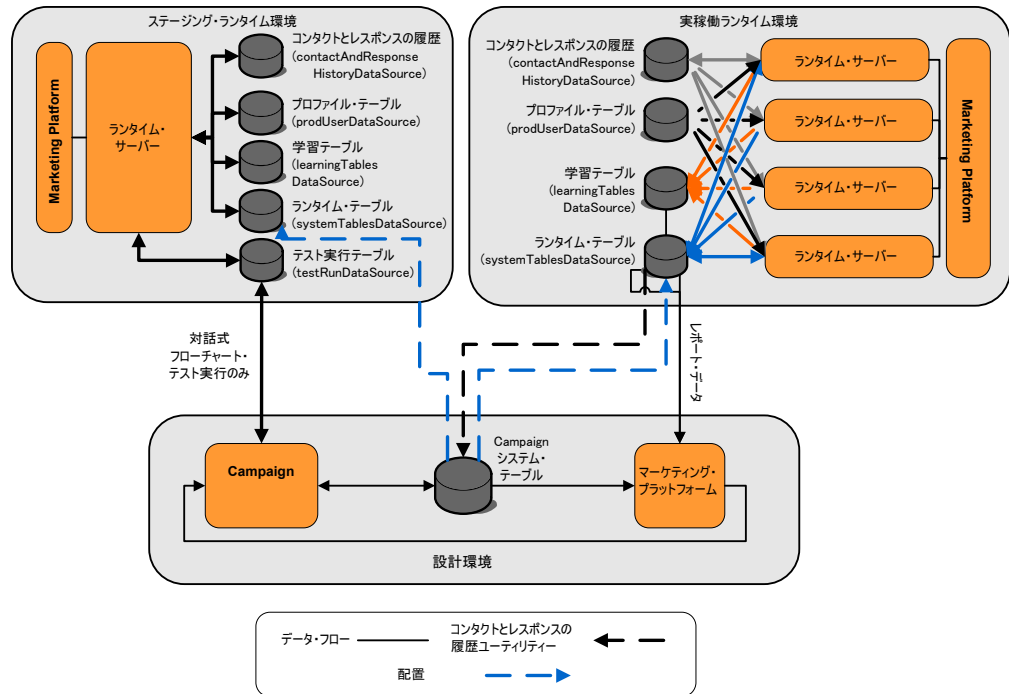 ステージング・ランタイム環境
Marketing Platform
ランタイム・
サーバー
コンタクトとレスポンスの履歴
(contactAndResponse
HistoryDataSource)
プロファイル・テーブル
(prodUserDataSource)
学習テーブル
(learningTables
DataSource)
ランタイム・テーブル
(systemTablesDataSource)
テスト実行テーブル
(testRunDataSource)
実稼働ランタイム環境
コンタクトとレスポンスの履歴
(contactAndResponse
HistoryDataSource)
プロファイル・テーブル
(prodUserDataSource)
学習テーブル
(learningTables
DataSource)
ランタイム・テーブル
(systemTablesDataSource)
ランタイム・サーバー
ランタイム・サーバー
ランタイム・サーバー
ランタイム・サーバー
Marketing Platform
対話式
フローチャート・
テスト実行のみ
レポート・データ
Campaign
Campaign
システム・
テーブル
マーケティング・
プラットフォーム
設計環境
データ・フロー
コンタクトとレスポンスの
履歴ユーティリティー
配置